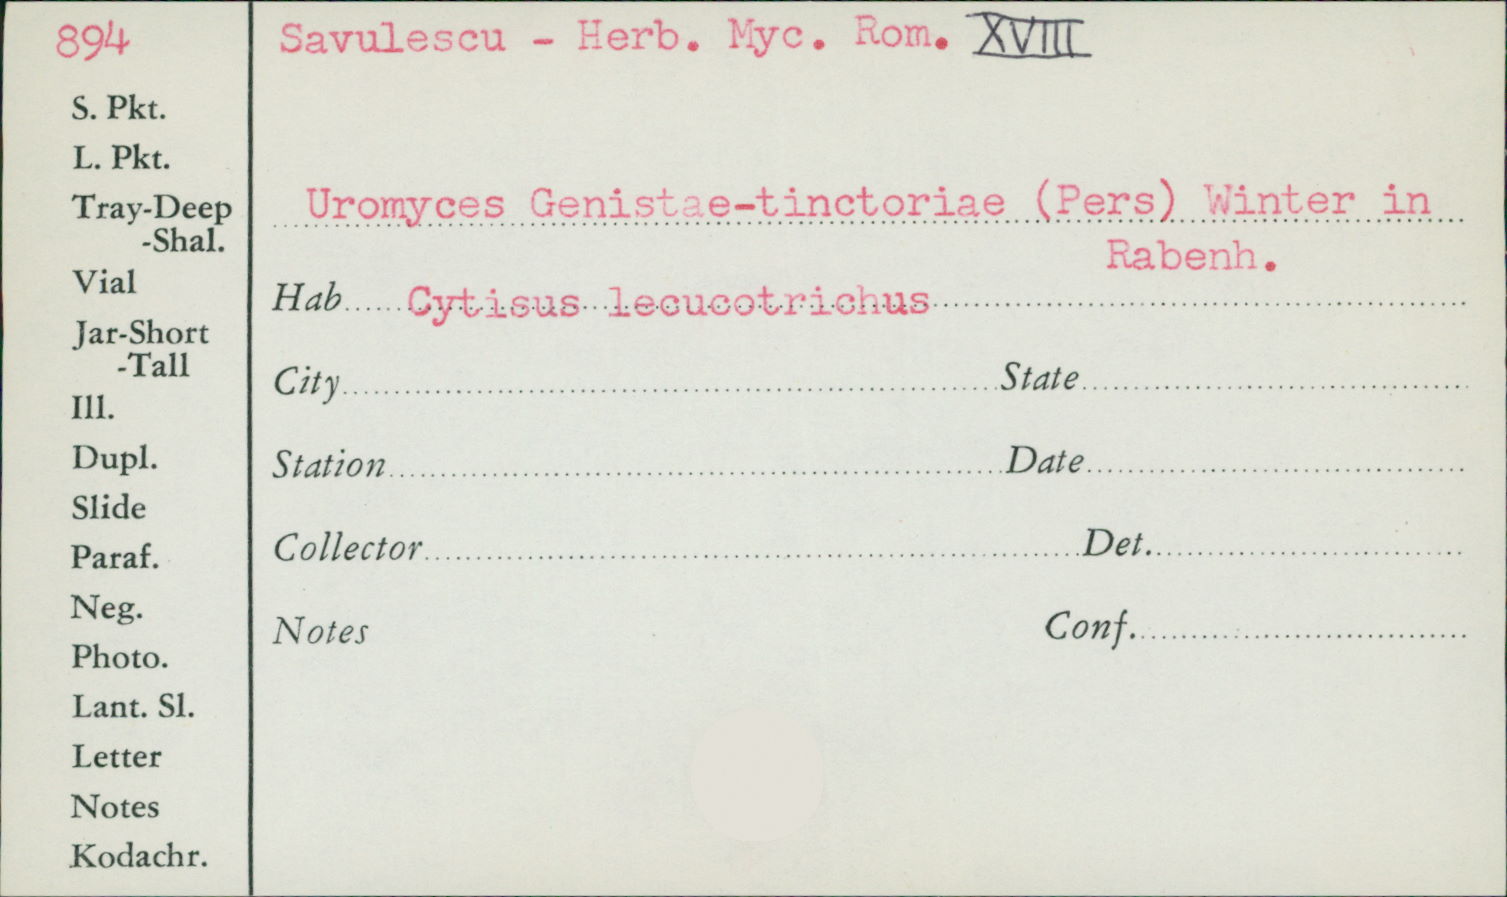 894
Savulescu - Herb. Myc. Rom. XVIII
S. Pkt.
L. Pkt.
Tray-Deep
-Shal.
Vial
Jar-Short
-Tall
Ill.
Dupl.
Slide
Paraf.
Neg.
Photo.
Lant. Sl.
Letter
Notes
Kodachr.
Uromyces Genistae-tinctoriae (Pers) Winter in
Rabenh.
Hab Cytisus lecucotrichus
City State
Station Date
Collector Det.
Notes Conf.